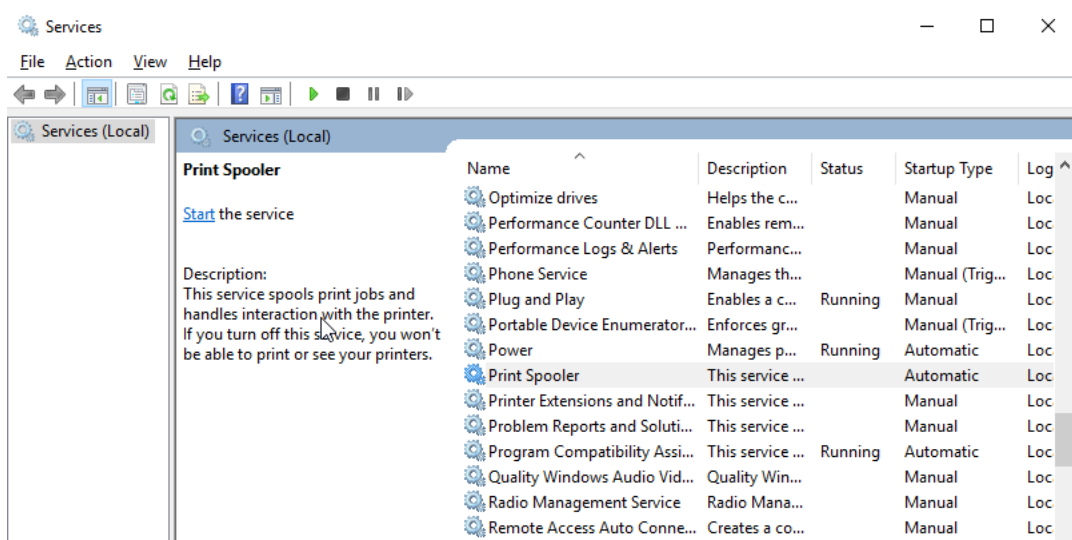 Services
File Action View Help
Services (Local)
Services (Local)
Print Spooler
Start the service
Description:
This service spools print jobs and
handles interaction with the printer.
If you turn off this service, you won't
be able to print or see your printers.
Name Description Status Startup Type Log
Optimize drives Helps the c... Manual Loc
Performance Counter DLL ... Enables rem... Manual Loc
Performance Logs & Alerts Performanc... Manual Loc
Phone Service Manages th... Manual (Trig... Loc
Plug and Play Enables a c... Running Manual Loc
Portable Device Enumerator... Enforces gr... Manual (Trig... Loc
Power Manages p... Running Automatic Loc
Print Spooler This service ... Automatic Loc
Printer Extensions and Notif... This service ... Manual Loc
Problem Reports and Soluti... This service ... Manual Loc
Program Compatibility Assi... This service ... Running Automatic Loc
Quality Windows Audio Vid... Quality Win... Manual Loc
Radio Management Service Radio Mana... Manual Loc
Remote Access Auto Conne... Creates a co... Manual Loc